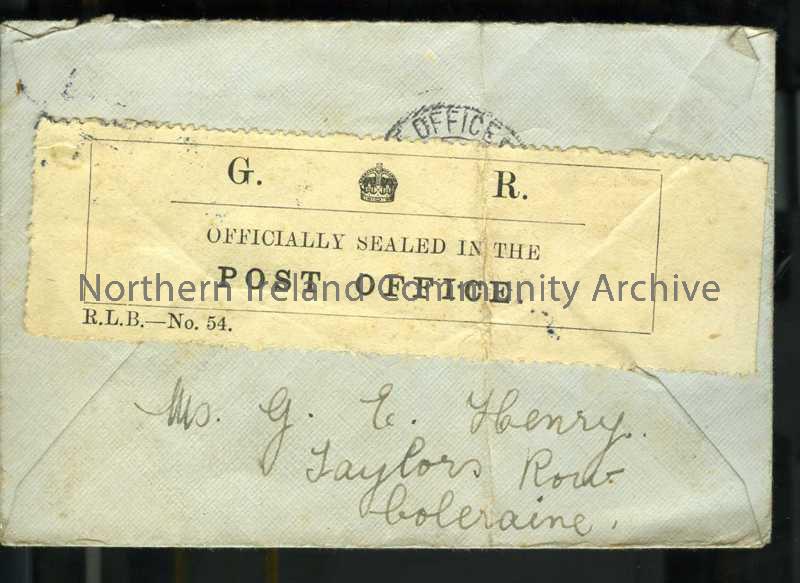 OFFICE
G. R.
OFFICIALLY SEALED IN THE
POST OFFICE.
Northern Ireland Community Archive
R.L.B.—No. 54.
Ms. G. E. Henry.
Taylors Row
Coleraine.